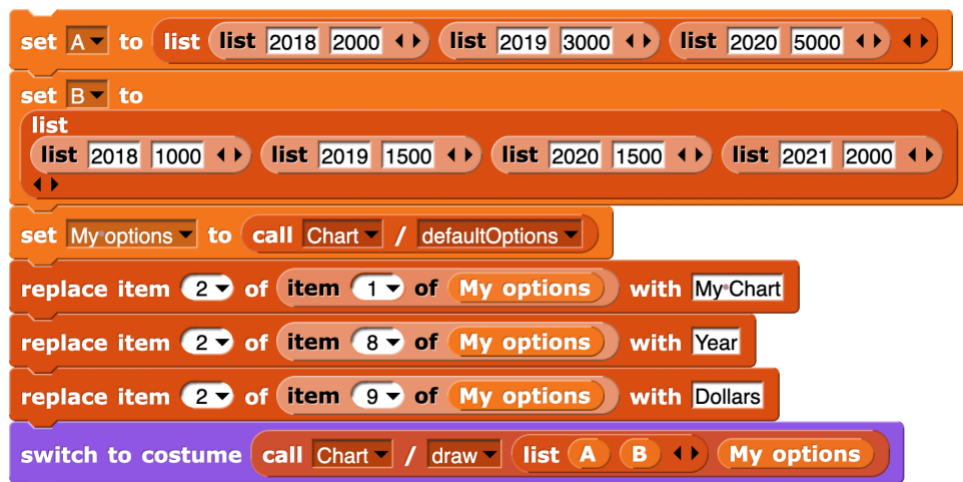 set A to list list 2018 2000 list 2019 3000 list 2020 5000
set B to
list
list 2018 1000 list 2019 1500 list 2020 1500 list 2021 2000
set My options to call Chart / defaultOptions
replace item 2 of item 1 of My options with My Chart
replace item 2 of item 8 of My options with Year
replace item 2 of item 9 of My options with Dollars
switch to costume call Chart / draw list A B My options